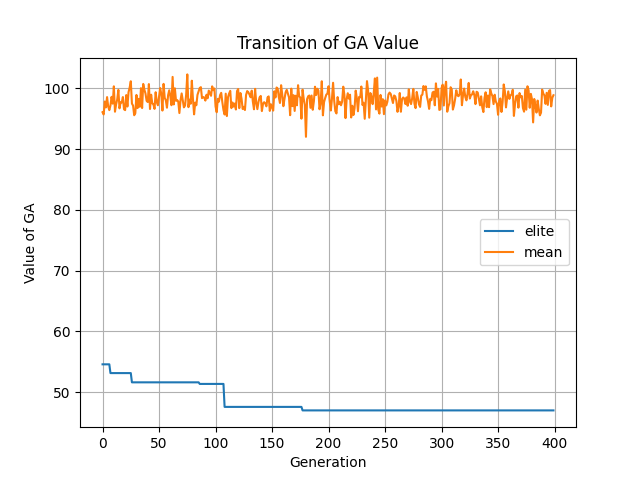 Transition of GA Value
Value of GA
100
90
80
70
60
50
elite
mean
0 50 100 150 200 250 300 350 400
Generation